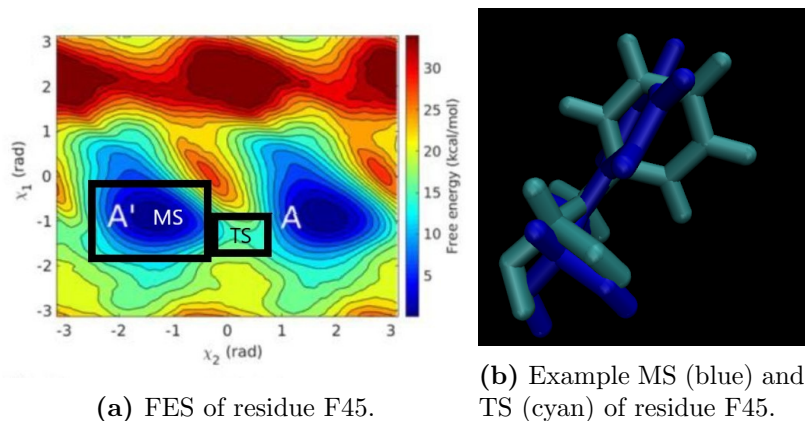 3
2
1
0
-1
-2
-3
χ₁ (rad)
A' MS
TS
A
-3 -2 -1 0 1 2 3
χ₂ (rad)
30
25
20
15
10
5
Free energy (kcal/mol)
(a) FES of residue F45.
(b) Example MS (blue) and
TS (cyan) of residue F45.